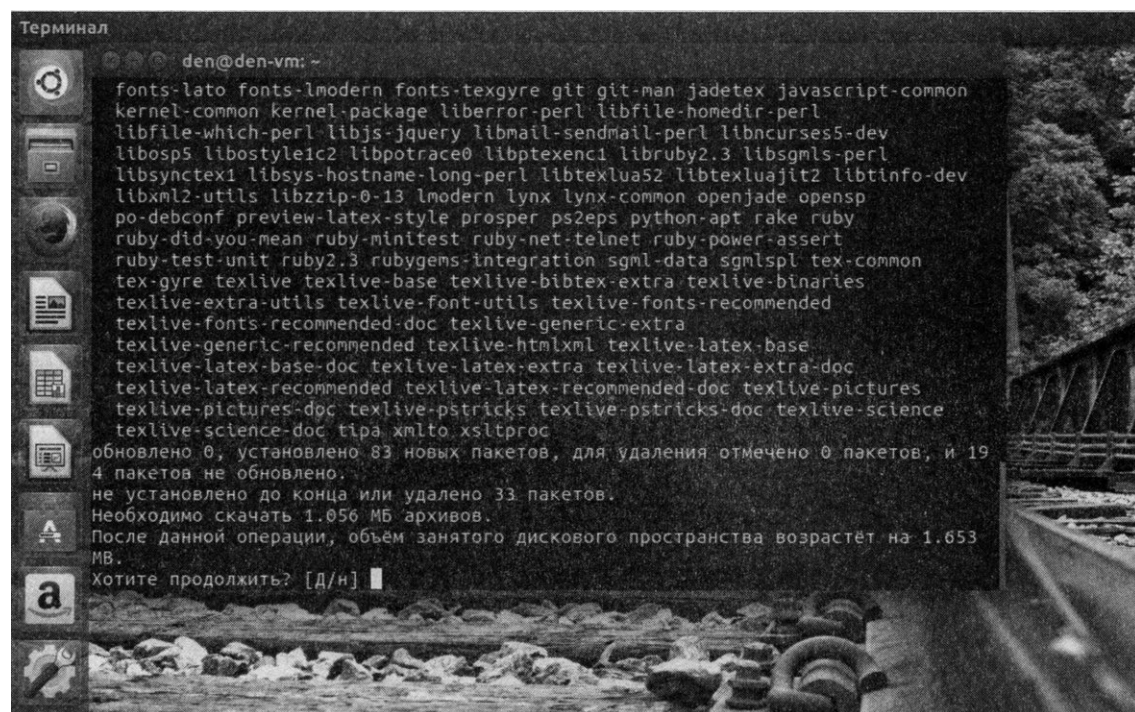 Терминал
den@den-vm: ~
fonts-lato fonts-lmodern fonts-texgyre git git-man jadetex javascript-common
kernel-common kernel-package liberror-perl libfile-homedir-perl
libfile-which-perl libjs-jquery libmail-sendmail-perl libncurses5-dev
libosp5 libostyle1c2 libpotrace0 libptexenc1 libruby2.3 libsgmls-perl
libsynctex1 libsys-hostname-long-perl libtexlua52 libtexluajit2 libtinfo-dev
libxml2-utils libzzip-0-13 lmodern lynx lynx-common openjade opensp
po-debconf preview-latex-style prosper ps2eps python-apt rake ruby
ruby-did-you-mean ruby-minitest ruby-net-telnet ruby-power-assert
ruby-test-unit ruby2.3 rubygems-integration sgml-data sgmlspl tex-common
tex-gyre texlive texlive-base texlive-bibtex-extra texlive-binaries
texlive-extra-utils texlive-font-utils texlive-fonts-recommended
texlive-fonts-recommended-doc texlive-generic-extra
texlive-generic-recommended texlive-htmlxml texlive-latex-base
texlive-latex-base-doc texlive-latex-extra texlive-latex-extra-doc
texlive-latex-recommended texlive-latex-recommended-doc texlive-pictures
texlive-pictures-doc texlive-pstricks texlive-pstricks-doc texlive-science
texlive-science-doc tipa xmlto xsltproc
обновлено 0, установлено 83 новых пакетов, для удаления отмечено 0 пакетов, и 19
4 пакетов не обновлено.
не установлено до конца или удалено 33 пакетов.
Необходимо скачать 1.056 МБ архивов.
После данной операции, объём занятого дискового пространства возрастёт на 1.653
MB.
Хотите продолжить? [Д/н]
a